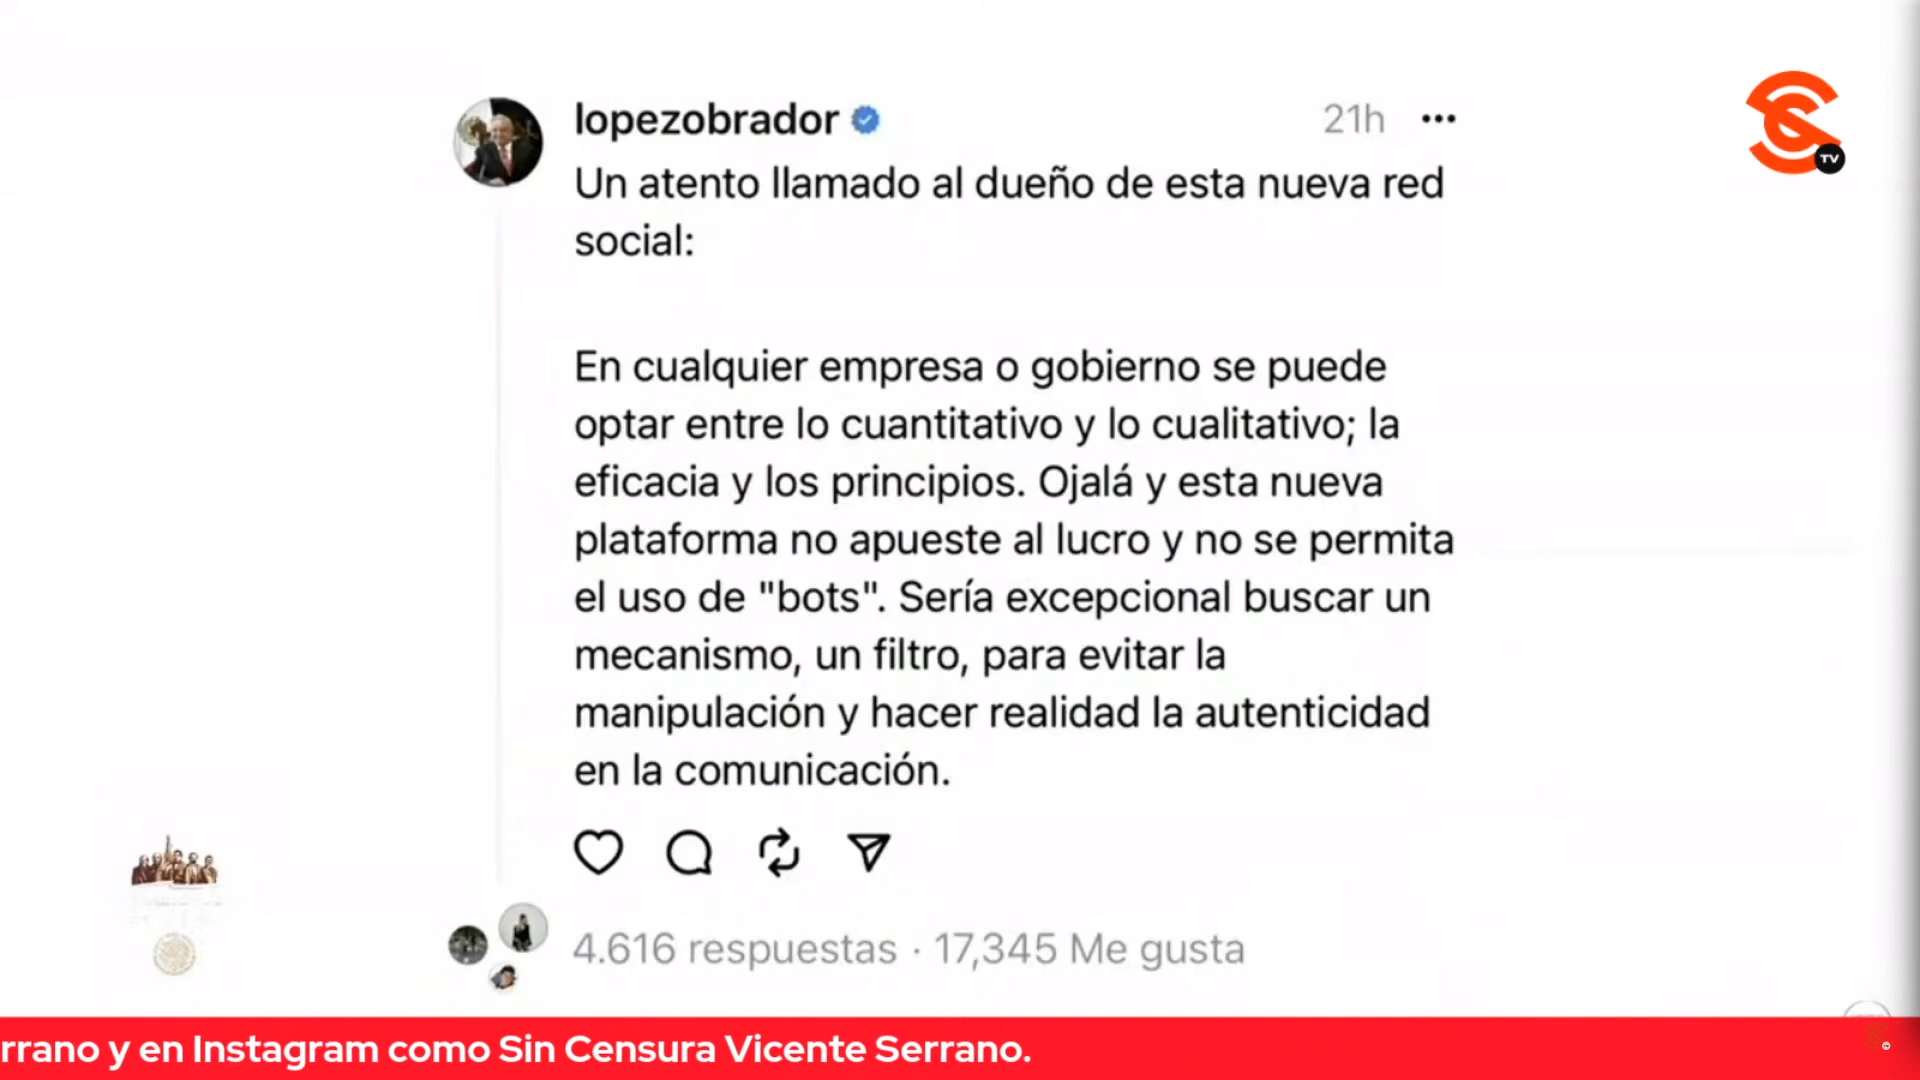 lopezobrador
21h
TV
Un atento llamado al dueño de esta nueva red
social:
En cualquier empresa o gobierno se puede
optar entre lo cuantitativo y lo cualitativo; la
eficacia y los principios. Ojalá y esta nueva
plataforma no apueste al lucro y no se permita
el uso de "bots". Sería excepcional buscar un
mecanismo, un filtro, para evitar la
manipulación y hacer realidad la autenticidad
en la comunicación.
4.616 respuestas · 17,345 Me gusta
rrano y en Instagram como Sin Censura Vicente Serrano.